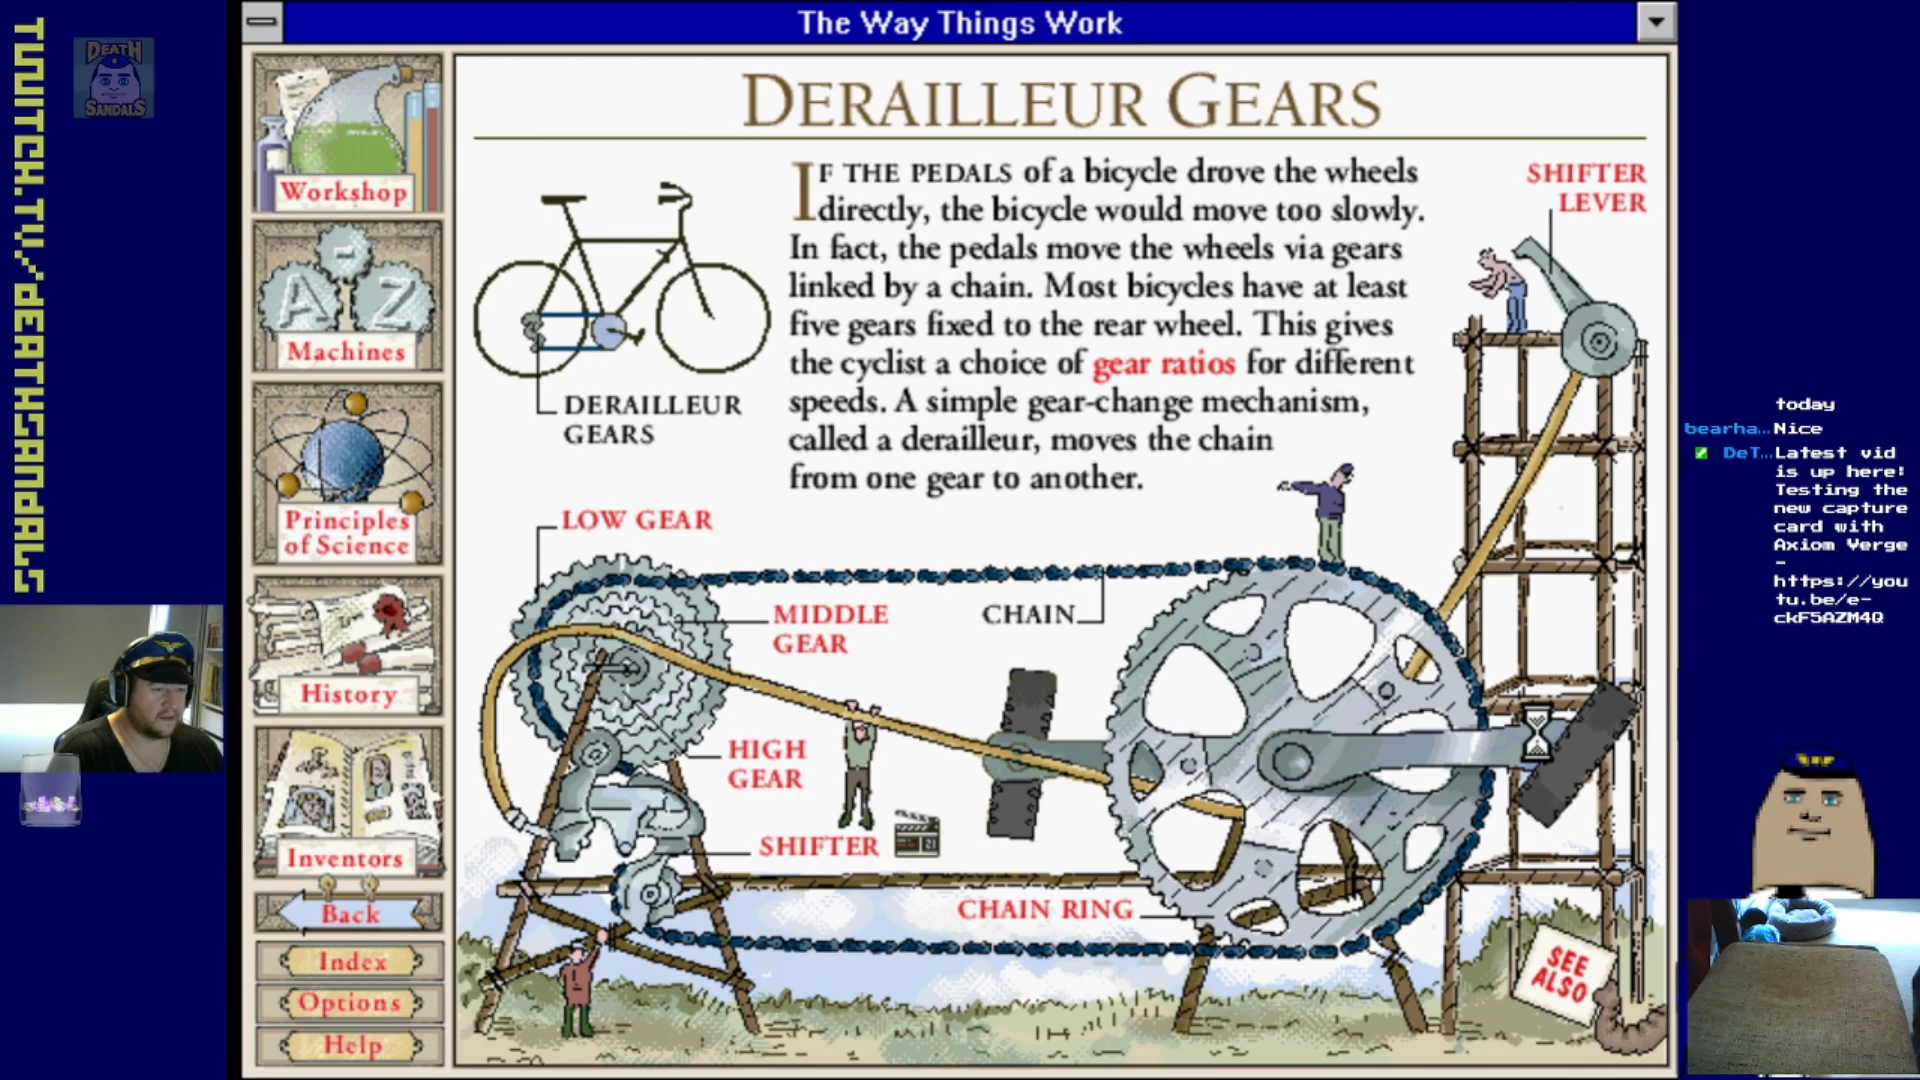 The Way Things Work
TWITCH.TV/DEATHSANDALS
DEATH
SANDALS
Workshop
A - Z
Machines
Principles
of Science
History
Inventors
Back
Index
Options
Help
DERAILLEUR GEARS
IF THE PEDALS of a bicycle drove the wheels
directly, the bicycle would move too slowly.
In fact, the pedals move the wheels via gears
linked by a chain. Most bicycles have at least
five gears fixed to the rear wheel. This gives
the cyclist a choice of gear ratios for different
speeds. A simple gear-change mechanism,
called a derailleur, moves the chain
from one gear to another.
DERAILLEUR
GEARS
SHIFTER
LEVER
LOW GEAR
MIDDLE
GEAR
CHAIN
HIGH
GEAR
SHIFTER
CHAIN RING
SEE
ALSO
today
bearha...Nice
DeT...Latest vid
is up here:
Testing the
new capture
card with
Axiom Verge
-
https://you
tu.be/e-
ckF5AZM4Q